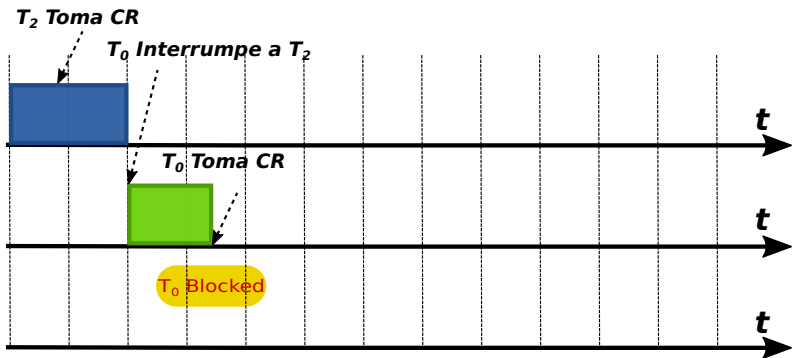 T₂ Toma CR
T₀ Interrumpe a T₂
t
T₀ Toma CR
t
T₀ Blocked
t